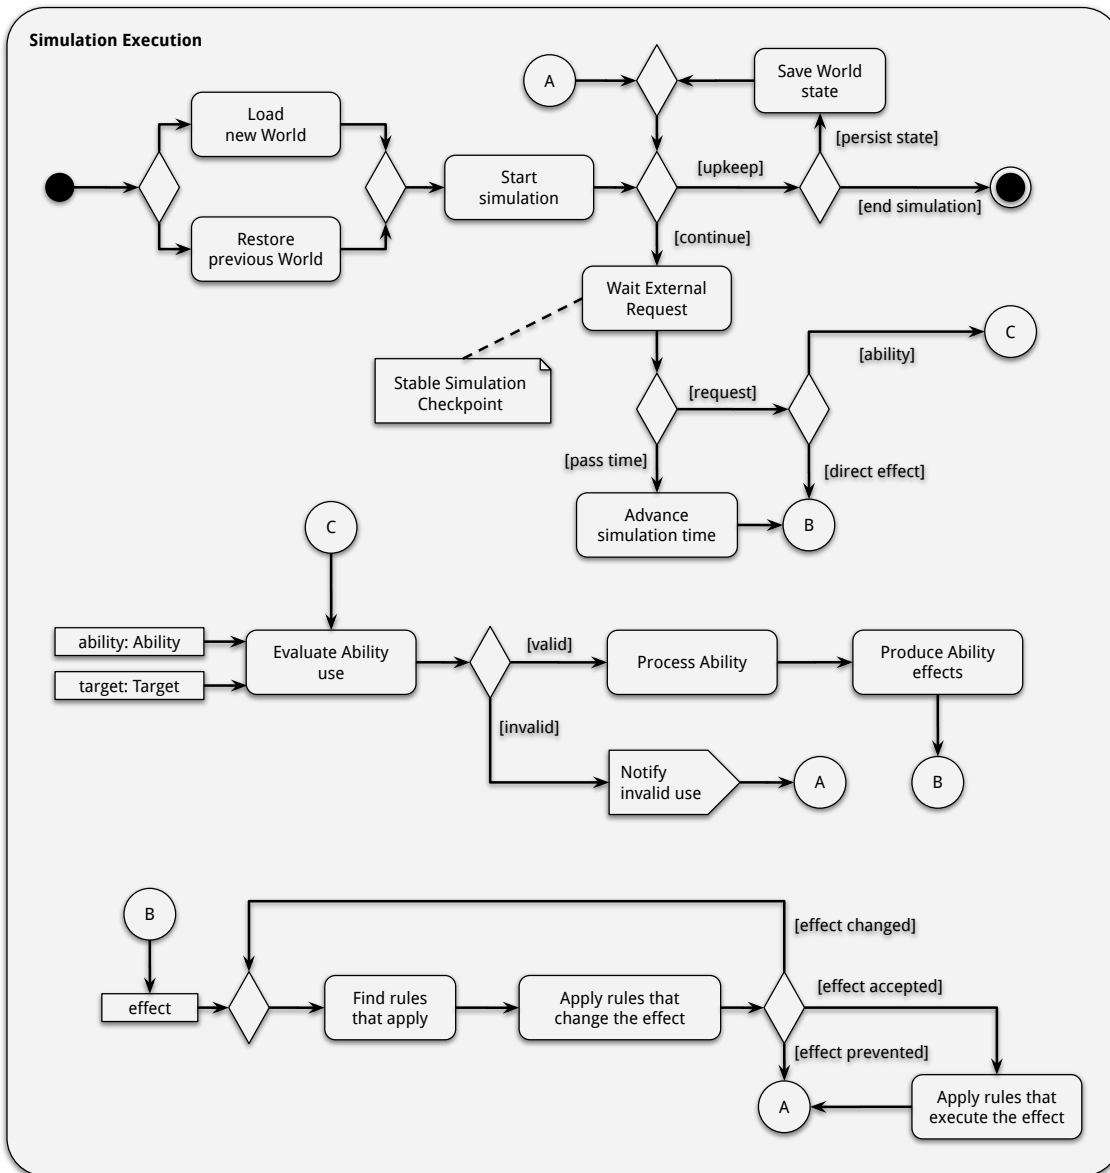 Simulation Execution
A
Save World
state
Load
new World
[persist state]
[upkeep]
Start
simulation
[end simulation]
Restore
previous World
[continue]
Wait External
Request
C
[ability]
Stable Simulation
Checkpoint
[request]
[pass time]
[direct effect]
Advance
simulation time
B
C
ability: Ability
target: Target
Evaluate Ability
use
[valid]
Process Ability
Produce Ability
effects
[invalid]
Notify
invalid use
A
B
B
[effect changed]
effect
Find rules
that apply
Apply rules that
change the effect
[effect accepted]
[effect prevented]
A
Apply rules that
execute the effect